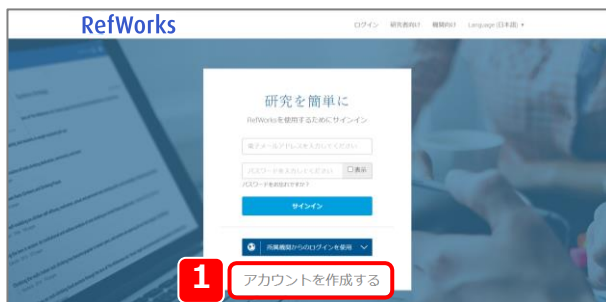 RefWorks
ログイン 研究者向け 機関向け Language (日本語)
研究を簡単に
RefWorksを使用するためにサインイン
電子メールアドレスを入力してください
パスワードを入力してください 表示
パスワードをお忘れですか？
サインイン
所属機関からのログインを使用
1 アカウントを作成する